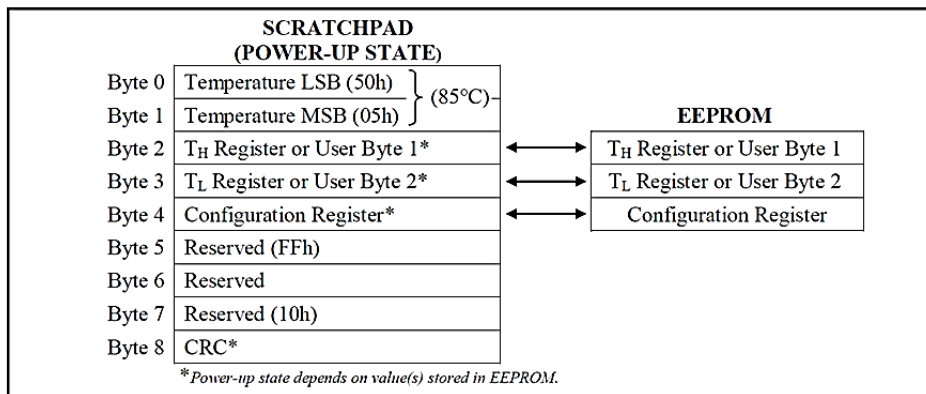 SCRATCHPAD
(POWER-UP STATE)
Byte 0 Temperature LSB (50h)
(85°C)
Byte 1 Temperature MSB (05h)
EEPROM
Byte 2 TH Register or User Byte 1* TH Register or User Byte 1
Byte 3 TL Register or User Byte 2* TL Register or User Byte 2
Byte 4 Configuration Register* Configuration Register
Byte 5 Reserved (FFh)
Byte 6 Reserved
Byte 7 Reserved (10h)
Byte 8 CRC*
*Power-up state depends on value(s) stored in EEPROM.